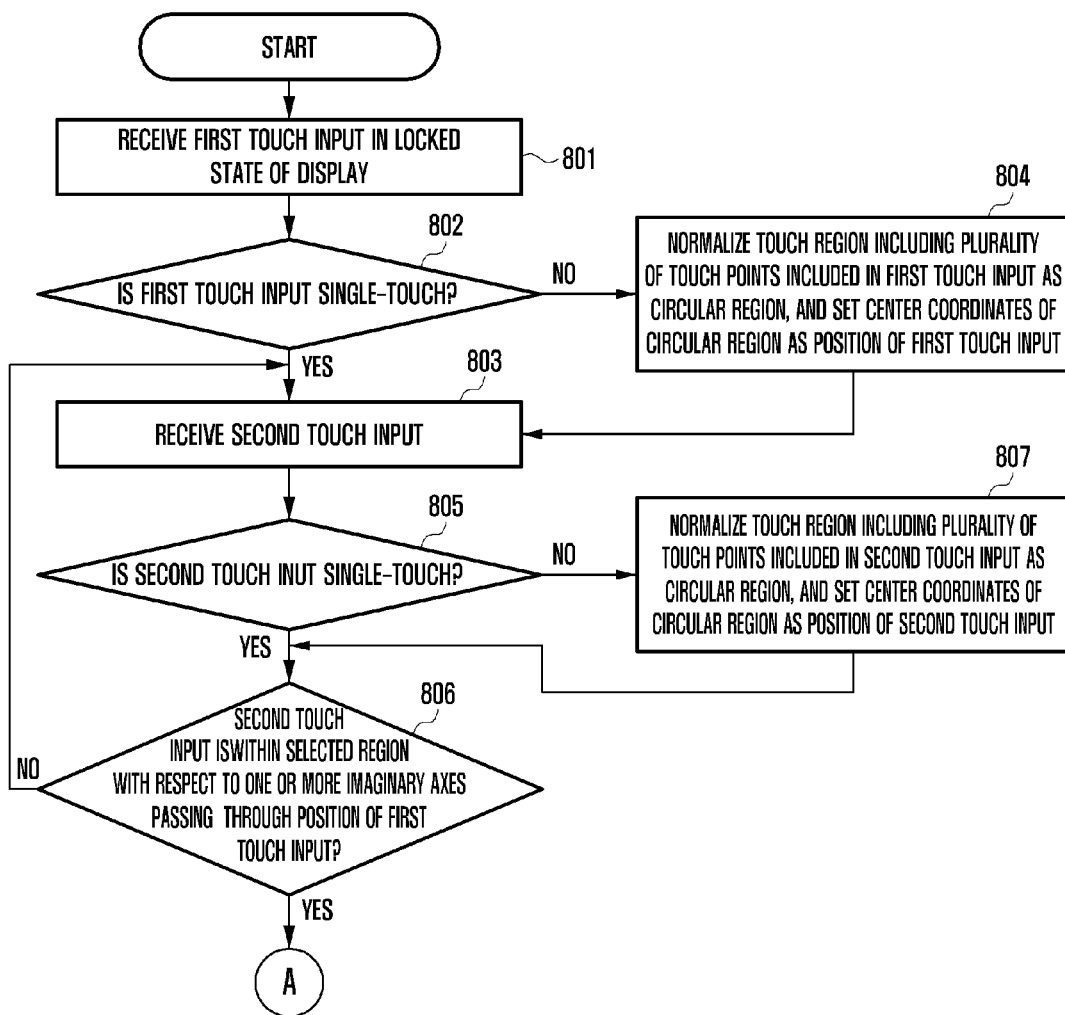 START
RECEIVE FIRST TOUCH INPUT IN LOCKED
STATE OF DISPLAY
801
802
IS FIRST TOUCH INPUT SINGLE-TOUCH?
NO
804
NORMALIZE TOUCH REGION INCLUDING PLURALITY
OF TOUCH POINTS INCLUDED IN FIRST TOUCH INPUT AS
CIRCULAR REGION, AND SET CENTER COORDINATES OF
CIRCULAR REGION AS POSITION OF FIRST TOUCH INPUT
YES
803
RECEIVE SECOND TOUCH INPUT
805
IS SECOND TOUCH INUT SINGLE-TOUCH?
NO
807
NORMALIZE TOUCH REGION INCLUDING PLURALITY OF
TOUCH POINTS INCLUDED IN SECOND TOUCH INPUT AS
CIRCULAR REGION, AND SET CENTER COORDINATES OF
CIRCULAR REGION AS POSITION OF SECOND TOUCH INPUT
YES
806
SECOND TOUCH
INPUT ISWITHIN SELECTED REGION
WITH RESPECT TO ONE OR MORE IMAGINARY AXES
PASSING THROUGH POSITION OF FIRST
TOUCH INPUT?
NO
YES
A